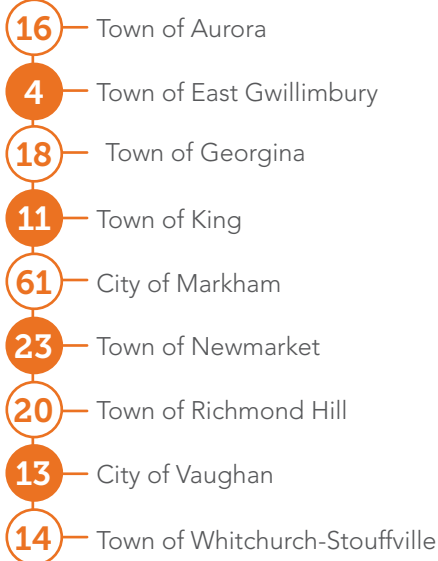 16 Town of Aurora
4 Town of East Gwillimbury
18 Town of Georgina
11 Town of King
61 City of Markham
23 Town of Newmarket
20 Town of Richmond Hill
13 City of Vaughan
14 Town of Whitchurch-Stouffville